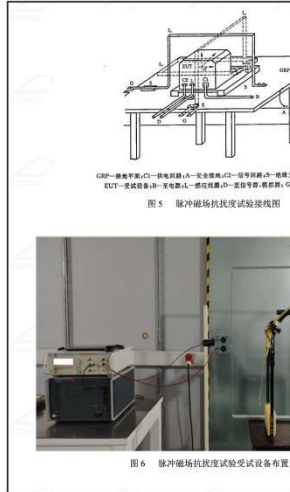 Lc
GRP
EUT
C2
C1
G
S
B
D
A
GRP—接地平面;C1—供电回路;A—安全接地;C2—信号回路;S—绝缘
EUT—受试设备;B—至电源;L—感应线圈;D—至信号源,模拟器;G
图 5 脉冲磁场抗扰度试验接线图
图 6 脉冲磁场抗扰度试验受试设备布置